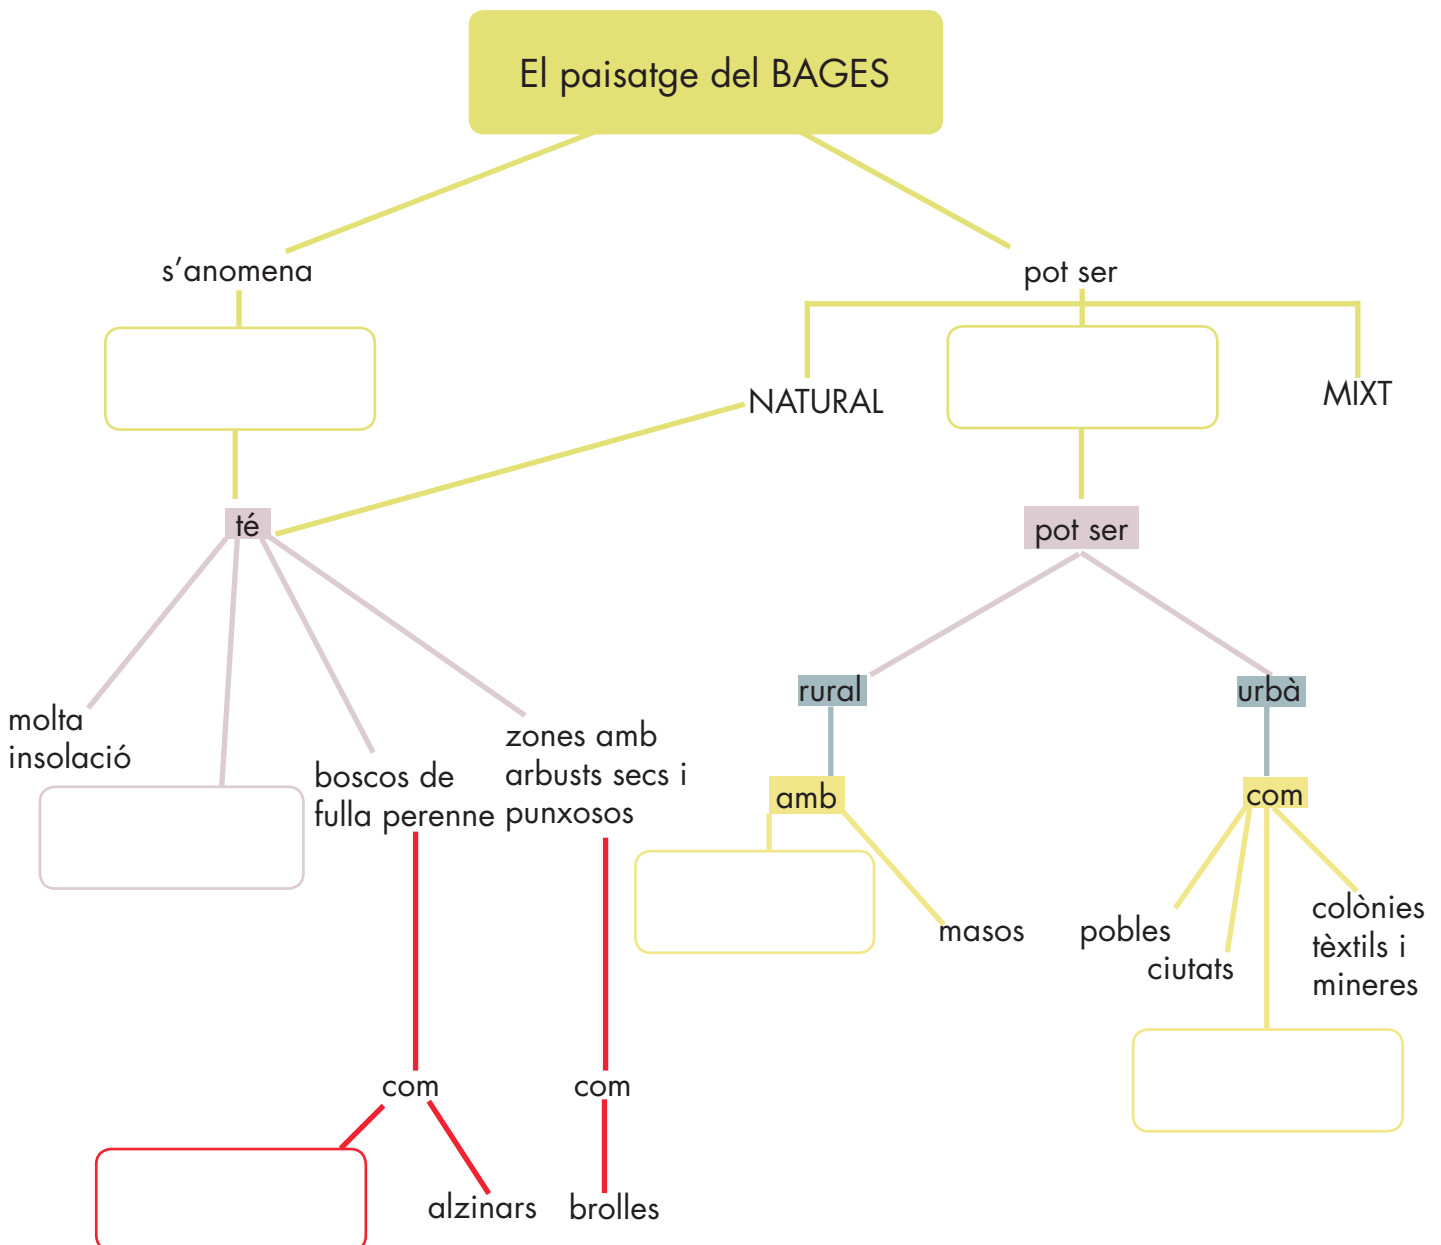 El paisatge del BAGES
s'anomena
pot ser
NATURAL
MIXT
té
pot ser
molta
insolació
boscos de
fulla perenne
zones amb
arbusts secs i
punxosos
rural
urbà
amb
com
masos
pobles
ciutats
colònies
tèxtils i
mineres
com
com
alzinars
brolles